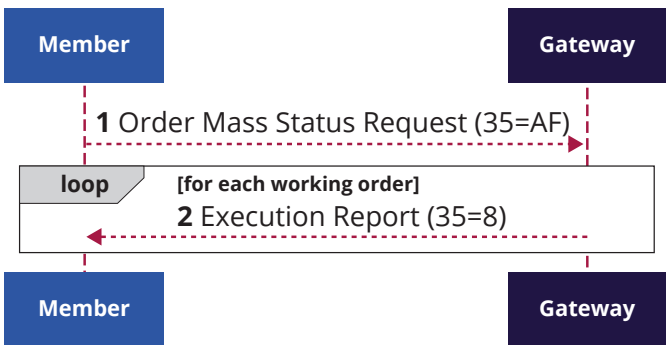 Member
Gateway
1 Order Mass Status Request (35=AF)
loop
[for each working order]
2 Execution Report (35=8)
Member
Gateway